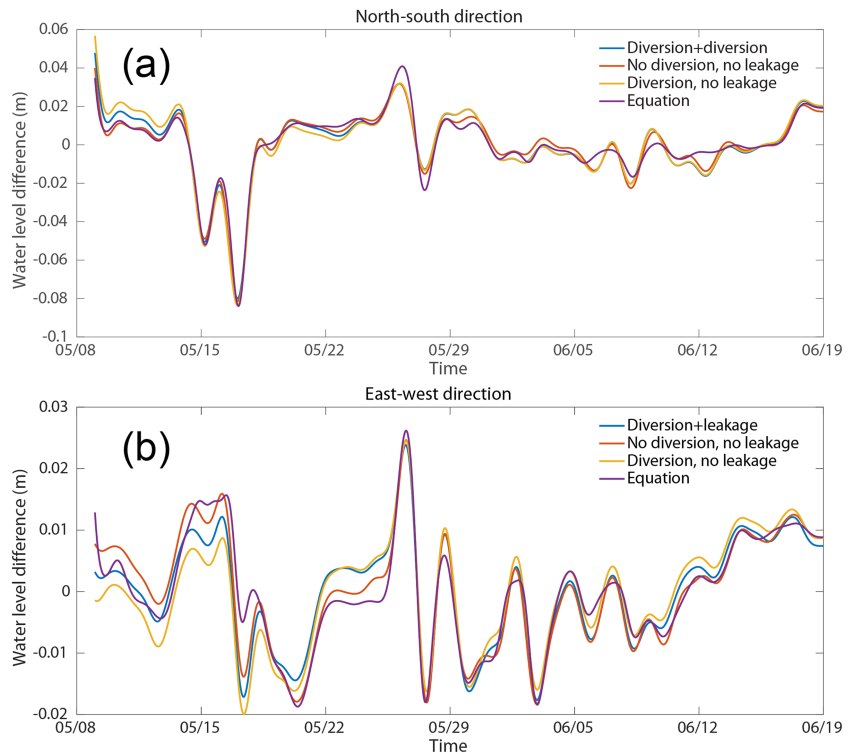 North-south direction
(a)
Water level difference (m)
0.06
0.04
0.02
0
-0.02
-0.04
-0.06
-0.08
-0.1
Diversion+diversion
No diversion, no leakage
Diversion, no leakage
Equation
05/08 05/15 05/22 05/29 06/05 06/12 06/19
Time
East-west direction
(b)
Water level difference (m)
0.03
0.02
0.01
0
-0.01
-0.02
Diversion+leakage
No diversion, no leakage
Diversion, no leakage
Equation
05/08 05/15 05/22 05/29 06/05 06/12 06/19
Time